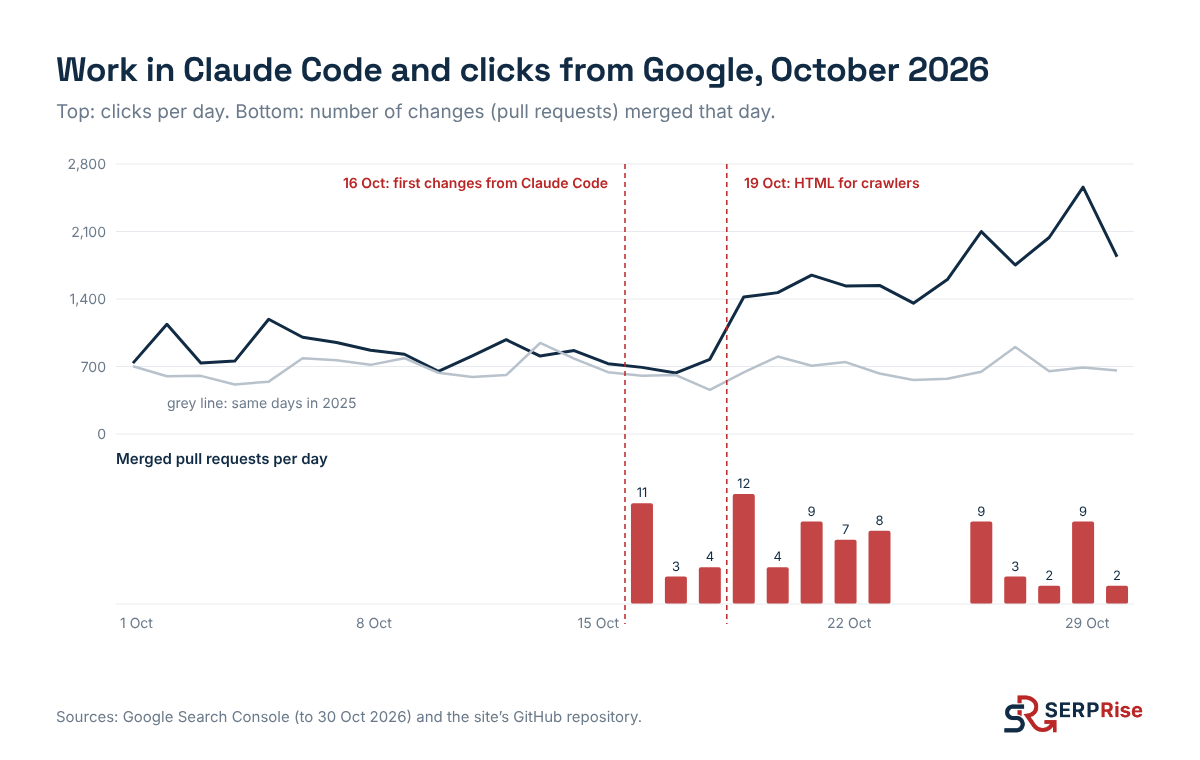 Work in Claude Code and clicks from Google, October 2026
Top: clicks per day. Bottom: number of changes (pull requests) merged that day.
2,800
16 Oct: first changes from Claude Code
19 Oct: HTML for crawlers
2,100
1,400
700
grey line: same days in 2025
0
Merged pull requests per day
11
3
4
12
4
9
7
8
9
3
2
9
2
1 Oct
8 Oct
15 Oct
22 Oct
29 Oct
Sources: Google Search Console (to 30 Oct 2026) and the site's GitHub repository.
SR SERPRise